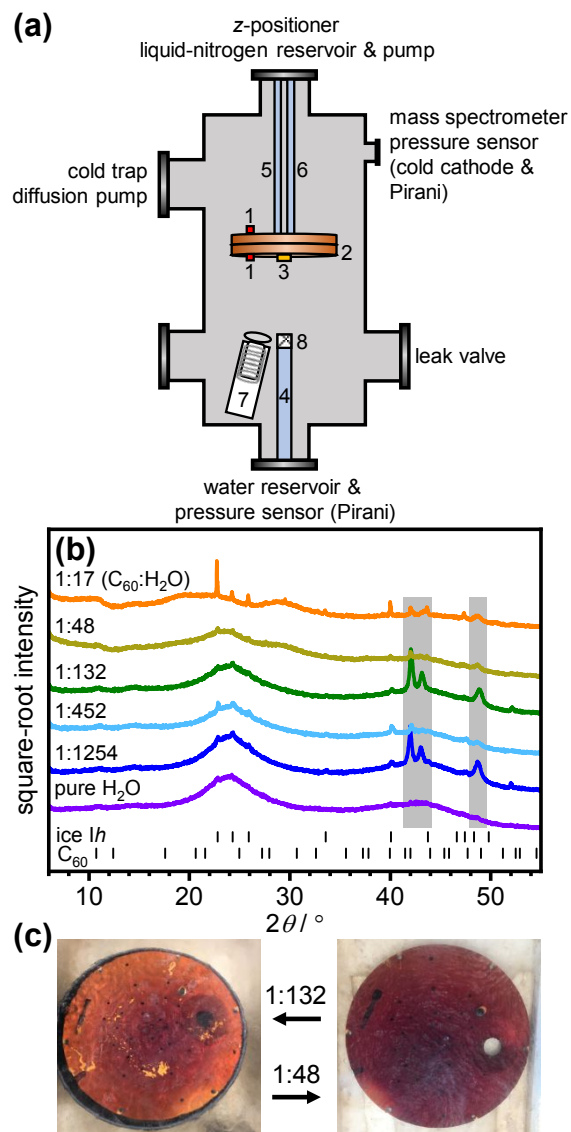 (a)
z-positioner
liquid-nitrogen reservoir & pump
mass spectrometer
pressure sensor
(cold cathode &
Pirani)
cold trap
diffusion pump
5
6
1
2
1
3
8
leak valve
7
4
water reservoir &
pressure sensor (Pirani)
(b)
1:17 (C₆₀:H₂O)
1:48
1:132
1:452
1:1254
pure H₂O
ice Ih
C₆₀
square-root intensity
10 20 30 40 50
2θ / °
(c)
1:132
1:48